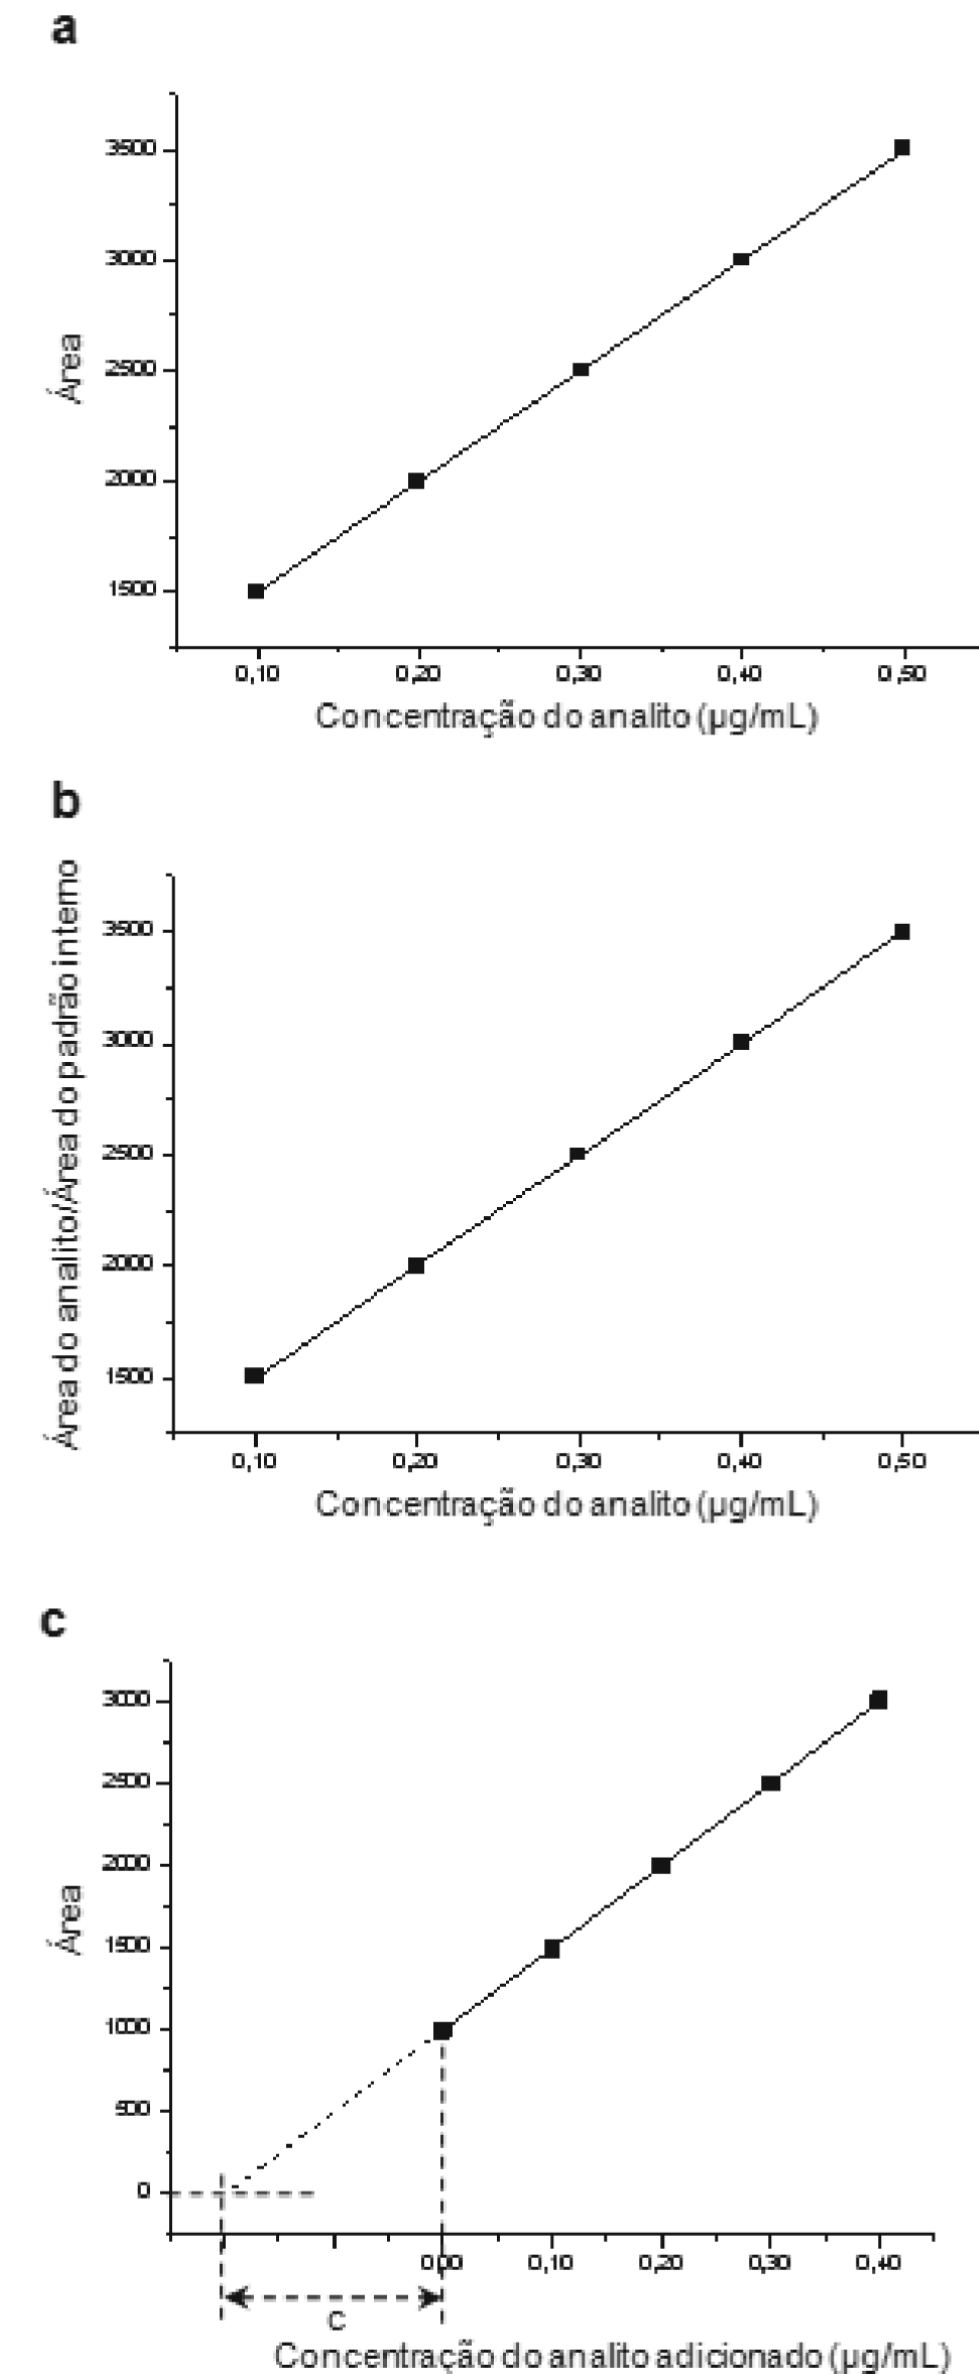 a
3500
3000
2500
2000
1500
Área
0,10 0,20 0,30 0,40 0,50
Concentração do analito (µg/mL)
b
3500
3000
2500
2000
1500
Área do analito/Área do padrão interno
0,10 0,20 0,30 0,40 0,50
Concentração do analito (µg/mL)
c
3000
2500
2000
1500
1000
500
0
Área
0,00 0,10 0,20 0,30 0,40
C
Concentração do analito adicionado (µg/mL)